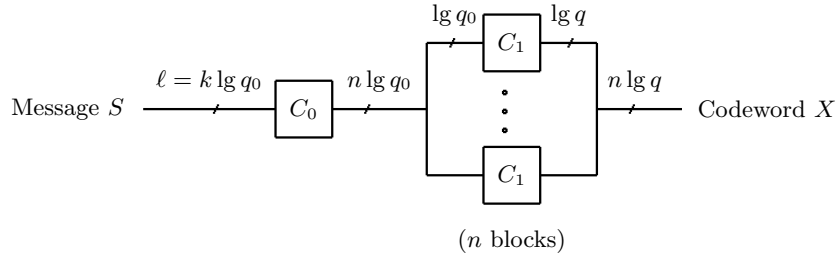 lg q₀ lg q
C₁
ℓ = k lg q₀ n lg q₀ n lg q
Message S C₀ Codeword X
C₁
(n blocks)